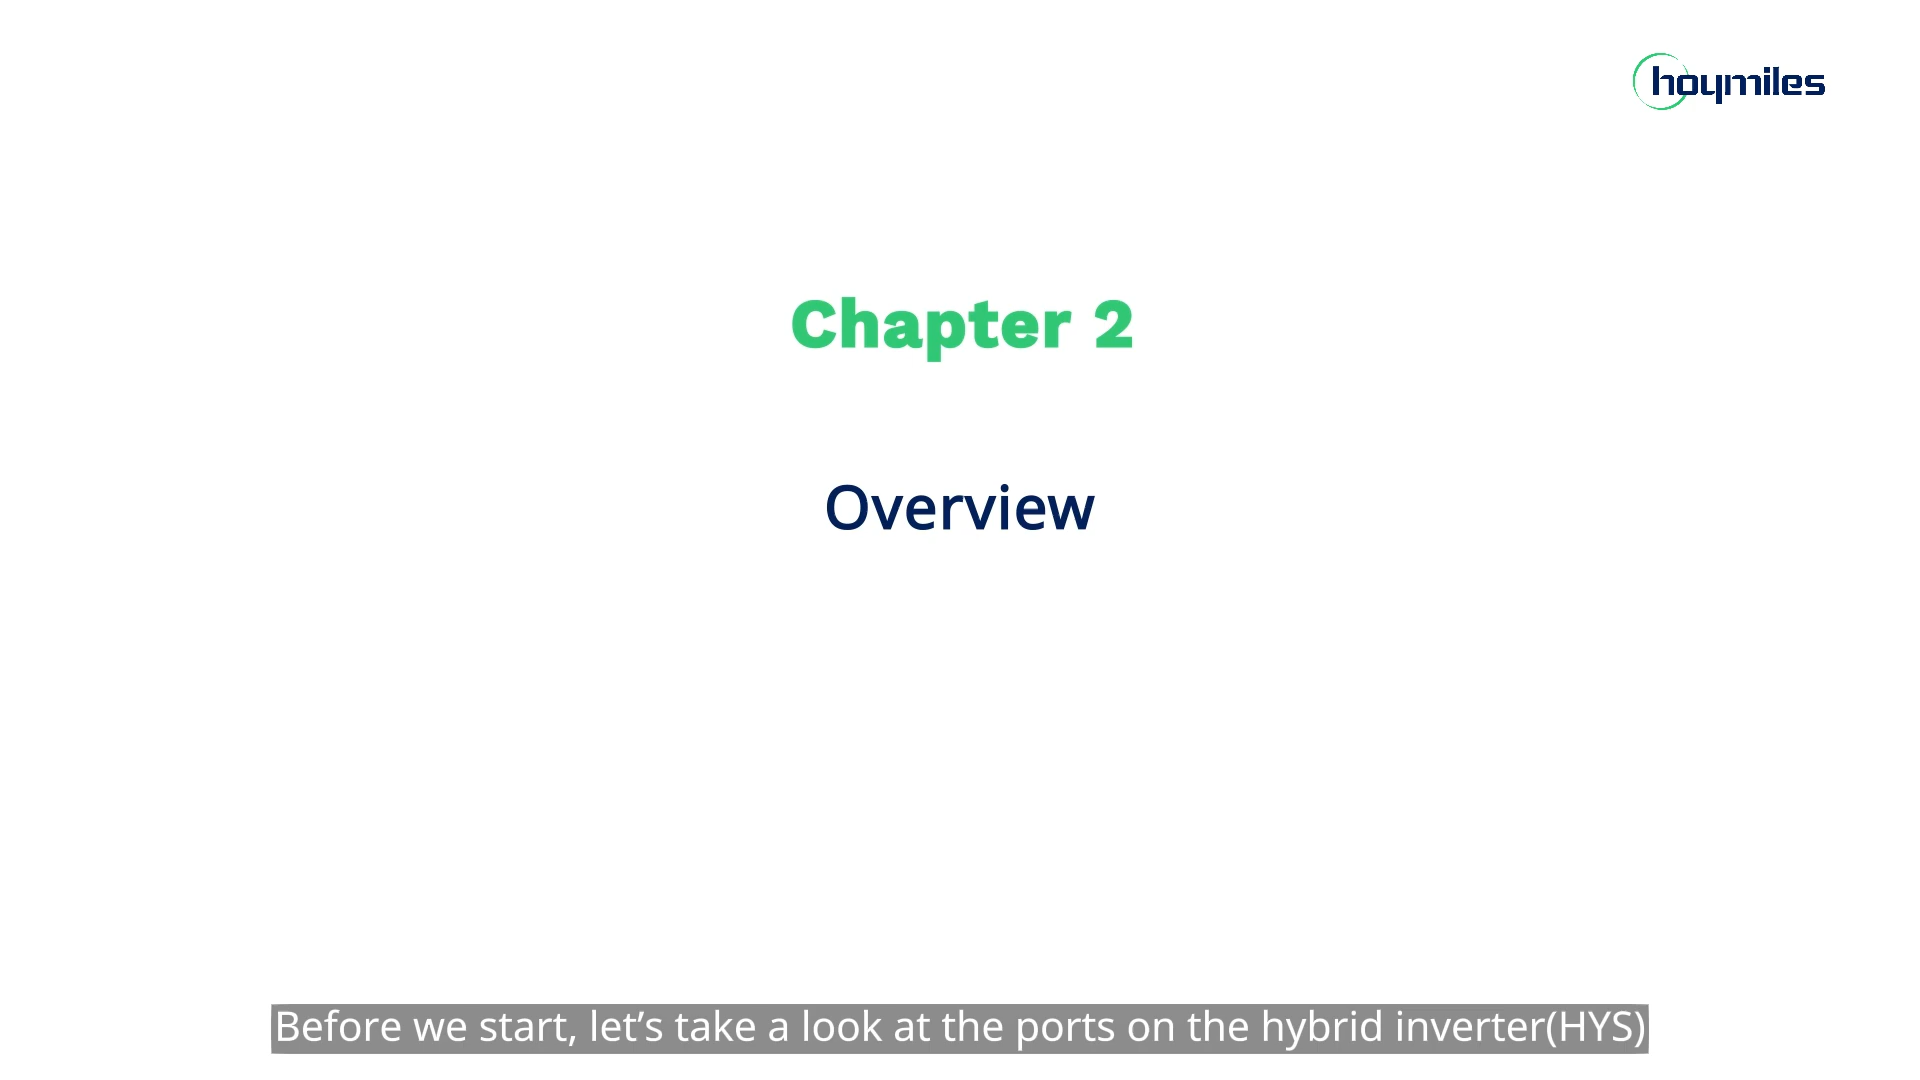 hoymiles
Chapter 2
Overview
Before we start, let’s take a look at the ports on the hybrid inverter(HYS)